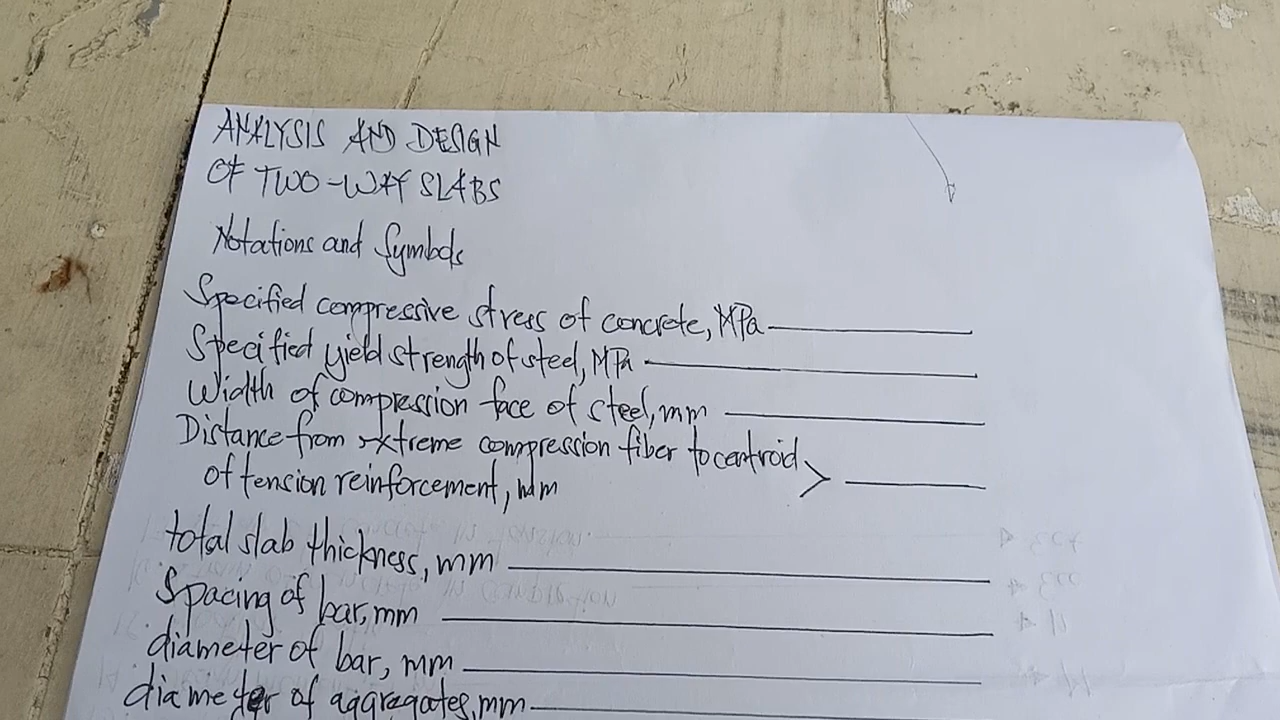 ANALYSIS AND DESIGN
OF TWO-WAY SLABS
Notations and Symbols
Specified compressive stress of concrete, MPa
Specified yield strength of steel, MPa
Width of compression face of steel, mm
Distance from extreme compression fiber to centroid
of tension reinforcement, mm
total slab thickness, mm
Spacing of bar, mm
diameter of bar, mm
diameter of aggregates, mm